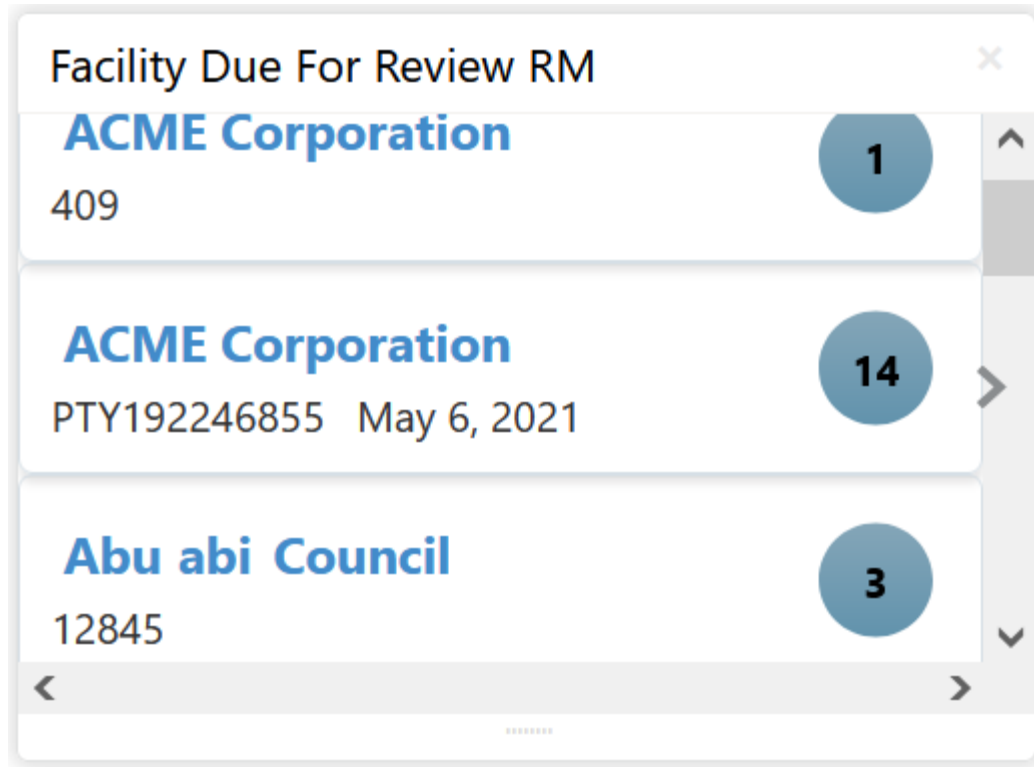 Facility Due For Review RM
ACME Corporation
1
409
ACME Corporation
14
PTY192246855 May 6, 2021
Abu abi Council
3
12845